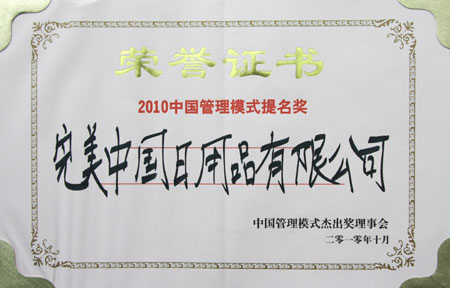 荣誉证书
2010中国管理模式提名奖
完美中国日用品有限公司
中国管理模式杰出奖理事会
二零一零年十月